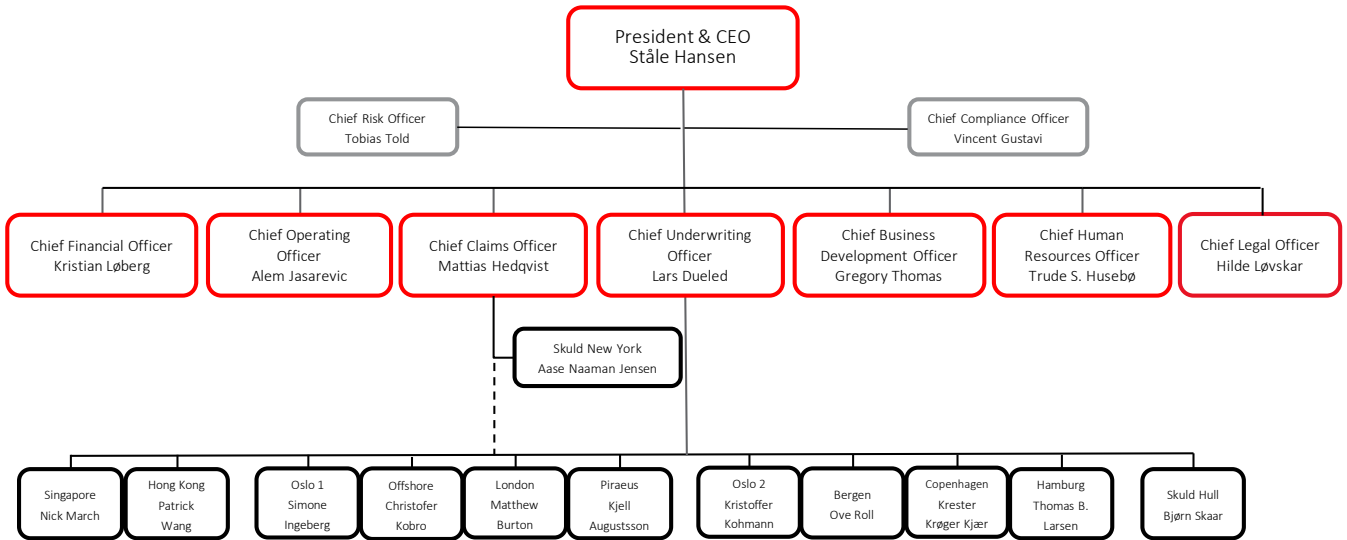 President & CEO
Ståle Hansen
Chief Risk Officer
Tobias Told
Chief Compliance Officer
Vincent Gustavi
Chief Financial Officer
Kristian Løberg
Chief Operating
Officer
Alem Jasarevic
Chief Claims Officer
Mattias Hedqvist
Chief Underwriting
Officer
Lars Dueled
Chief Business
Development Officer
Gregory Thomas
Chief Human
Resources Officer
Trude S. Husebø
Chief Legal Officer
Hilde Løvskar
Skuld New York
Aase Naaman Jensen
Singapore
Nick March
Hong Kong
Patrick
Wang
Oslo 1
Simone
Ingeberg
Offshore
Christofer
Kobro
London
Matthew
Burton
Piraeus
Kjell
Augustsson
Oslo 2
Kristoffer
Kohmann
Bergen
Ove Roll
Copenhagen
Krester
Krøger Kjær
Hamburg
Thomas B.
Larsen
Skuld Hull
Bjørn Skaar